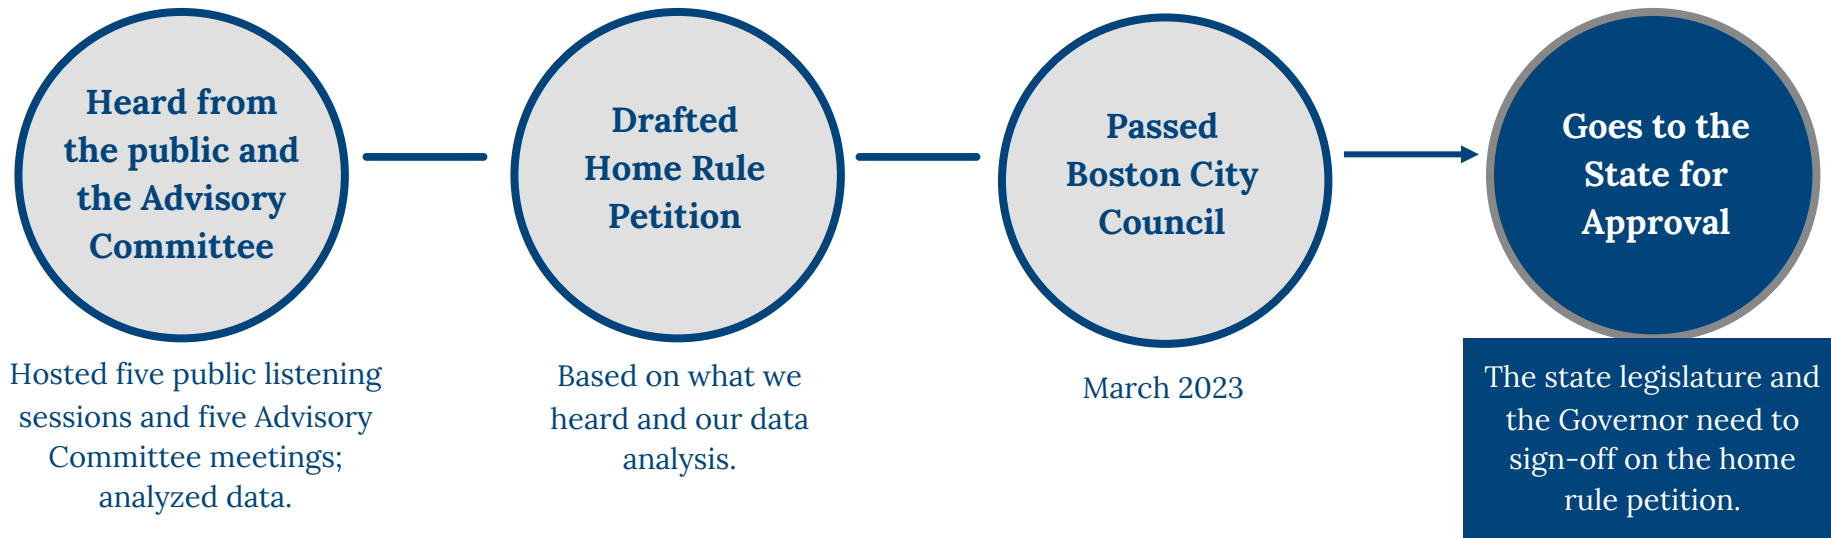 Heard from
the public and
the Advisory
Committee
Hosted five public listening
sessions and five Advisory
Committee meetings;
analyzed data.
Drafted
Home Rule
Petition
Based on what we
heard and our data
analysis.
Passed
Boston City
Council
March 2023
Goes to the
State for
Approval
The state legislature and
the Governor need to
sign-off on the home
rule petition.